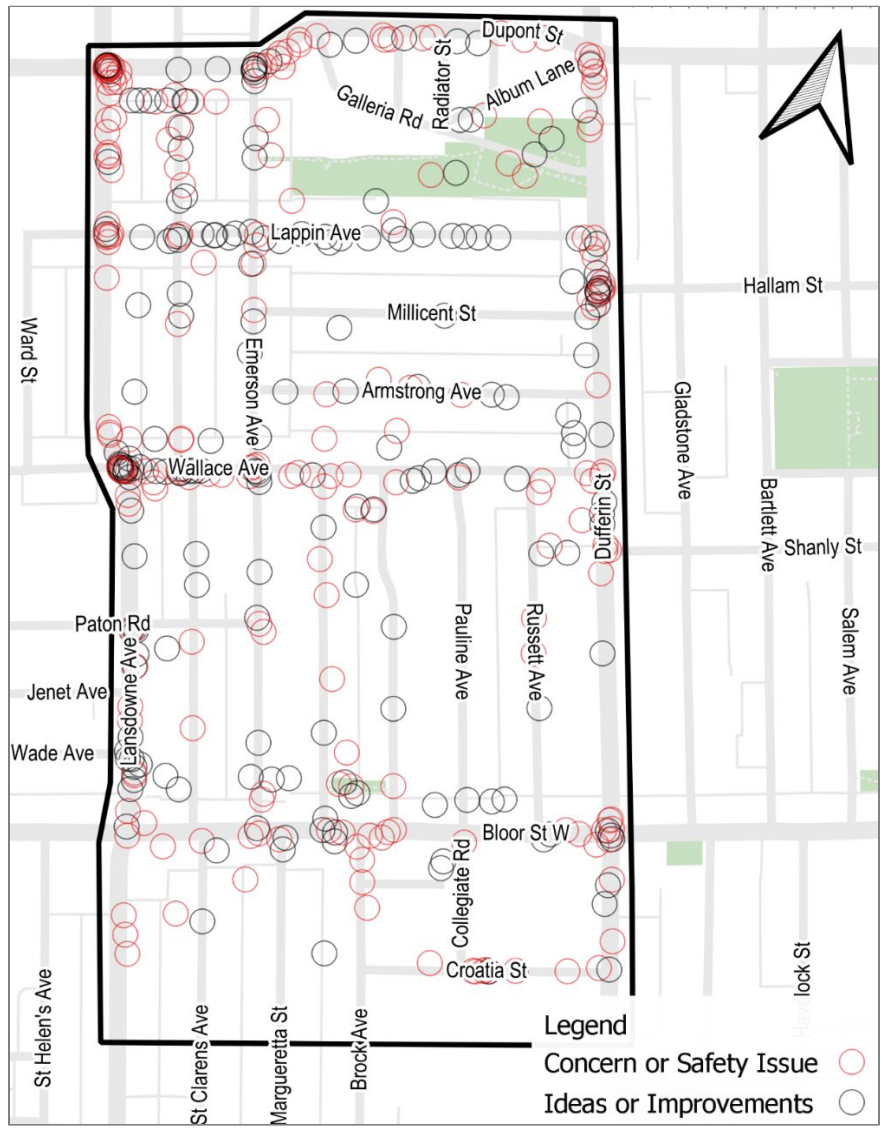 Dupont St
Radiator St
Album Lane
Galleria Rd
Lappin Ave
Hallam St
Millicent St
Ward St
Emerson Ave
Armstrong Ave
Gladstone Ave
Wallace Ave
Dufferin St
Bartlett Ave
Shanly St
Paton Rd
Pauline Ave
Russett Ave
Salem Ave
Jenet Ave
Lansdowne Ave
Wade Ave
Bloor St W
Collegiate Rd
Croatia St
St Helen's Ave
St Clarens Ave
Margueretta St
Brock Ave
lock St
Legend
Concern or Safety Issue
Ideas or Improvements